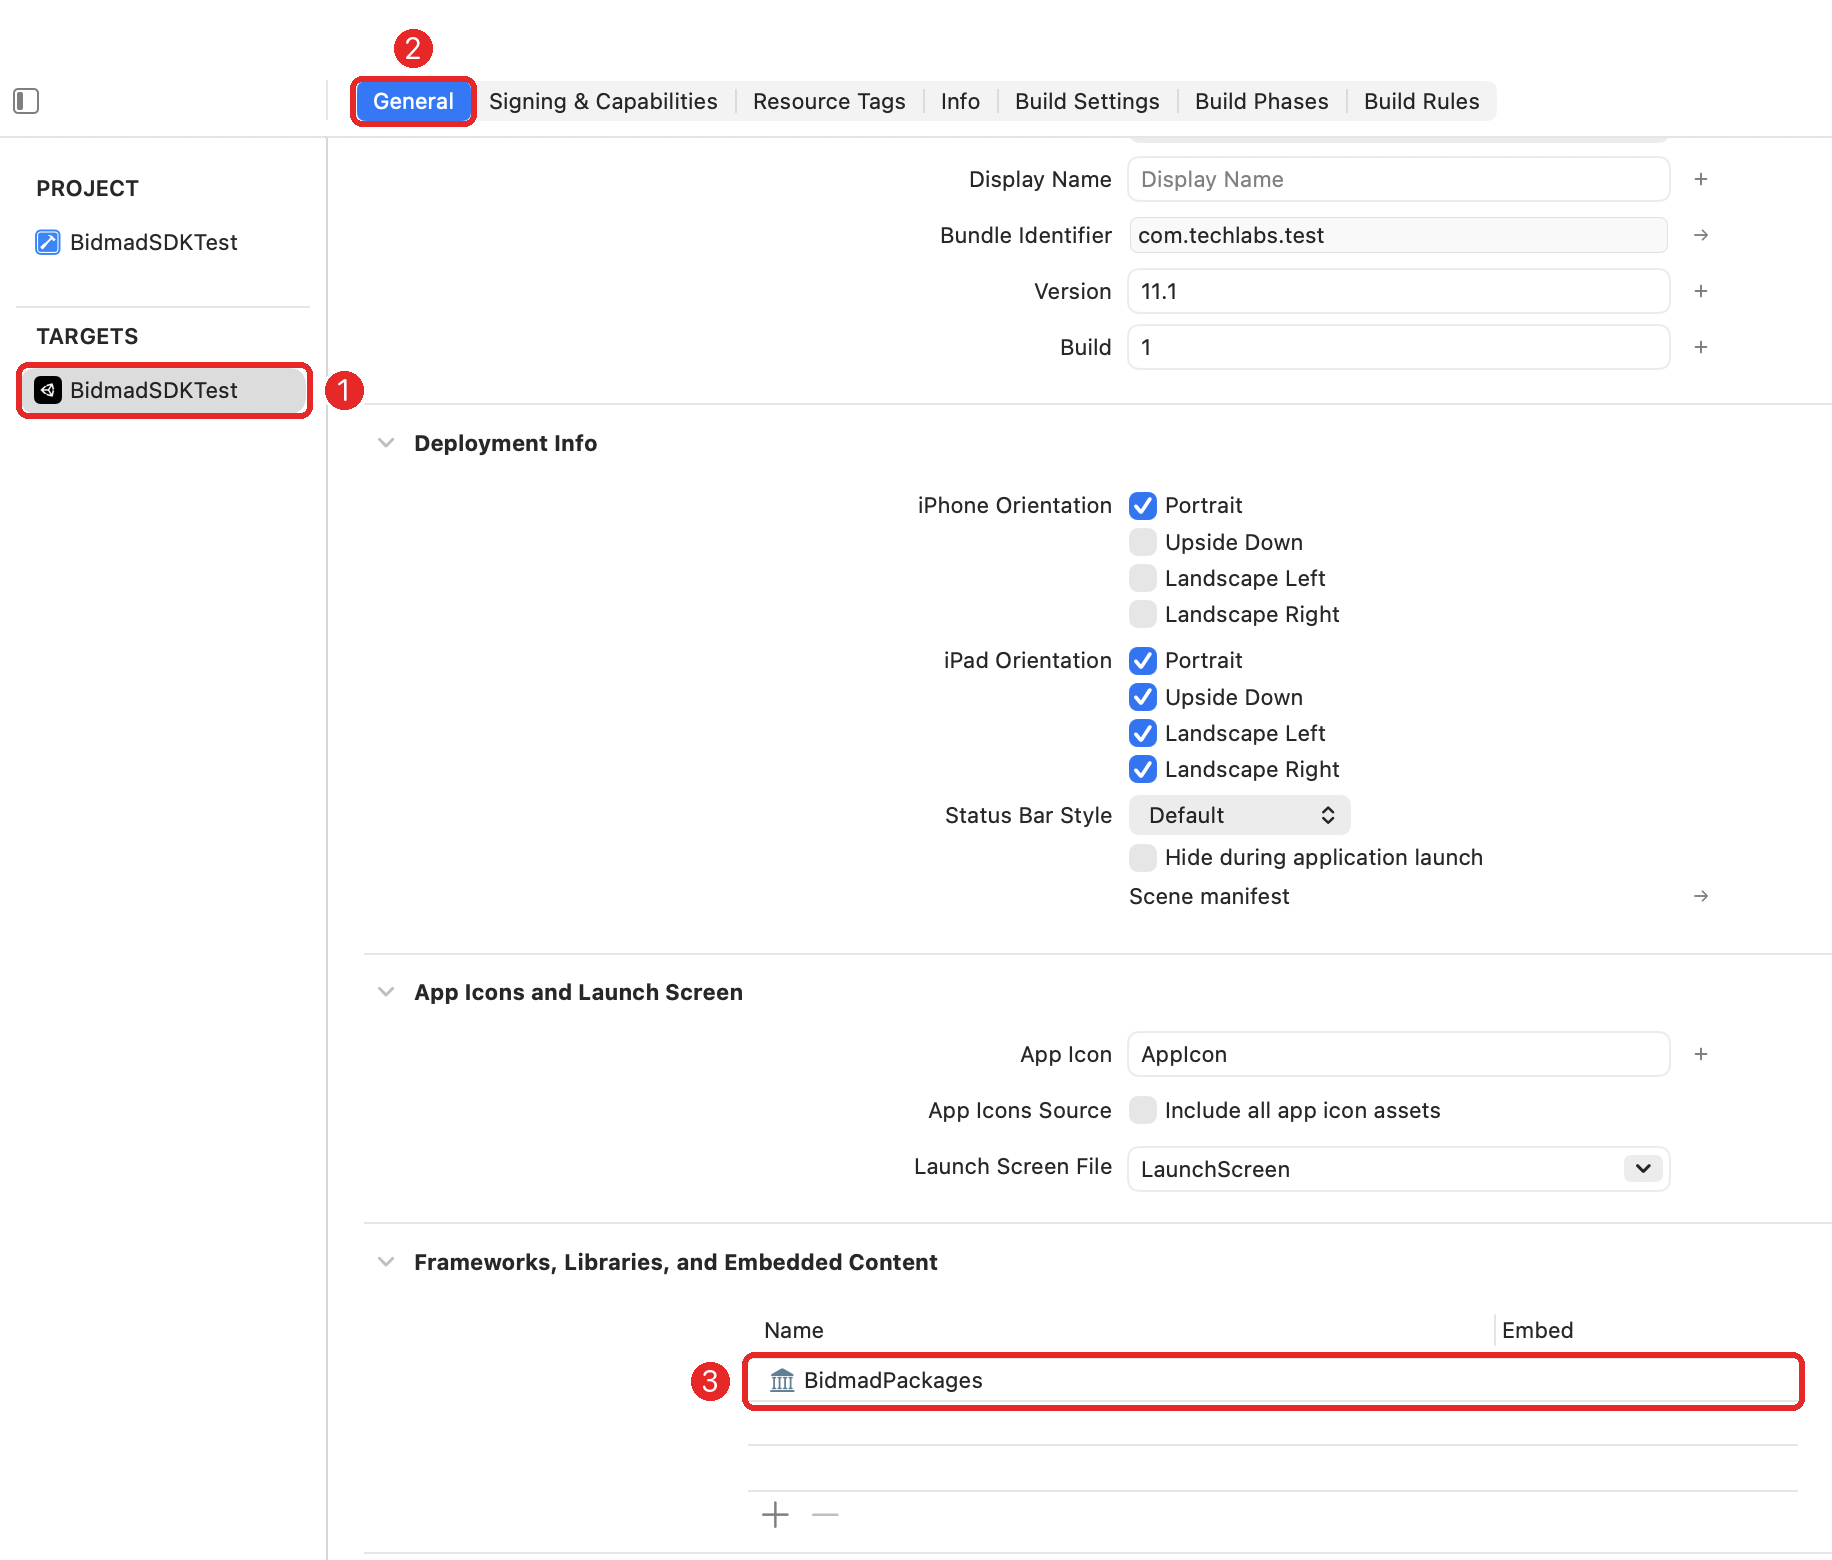 2
General
Signing & Capabilities
Resource Tags
Info
Build Settings
Build Phases
Build Rules
PROJECT
BidmadSDKTest
TARGETS
BidmadSDKTest
1
Display Name
Display Name
Bundle Identifier
com.techlabs.test
Version
11.1
Build
1
Deployment Info
iPhone Orientation
Portrait
Upside Down
Landscape Left
Landscape Right
iPad Orientation
Portrait
Upside Down
Landscape Left
Landscape Right
Status Bar Style
Default
Hide during application launch
Scene manifest
App Icons and Launch Screen
App Icon
AppIcon
App Icons Source
Include all app icon assets
Launch Screen File
LaunchScreen
Frameworks, Libraries, and Embedded Content
Name
Embed
3
BidmadPackages